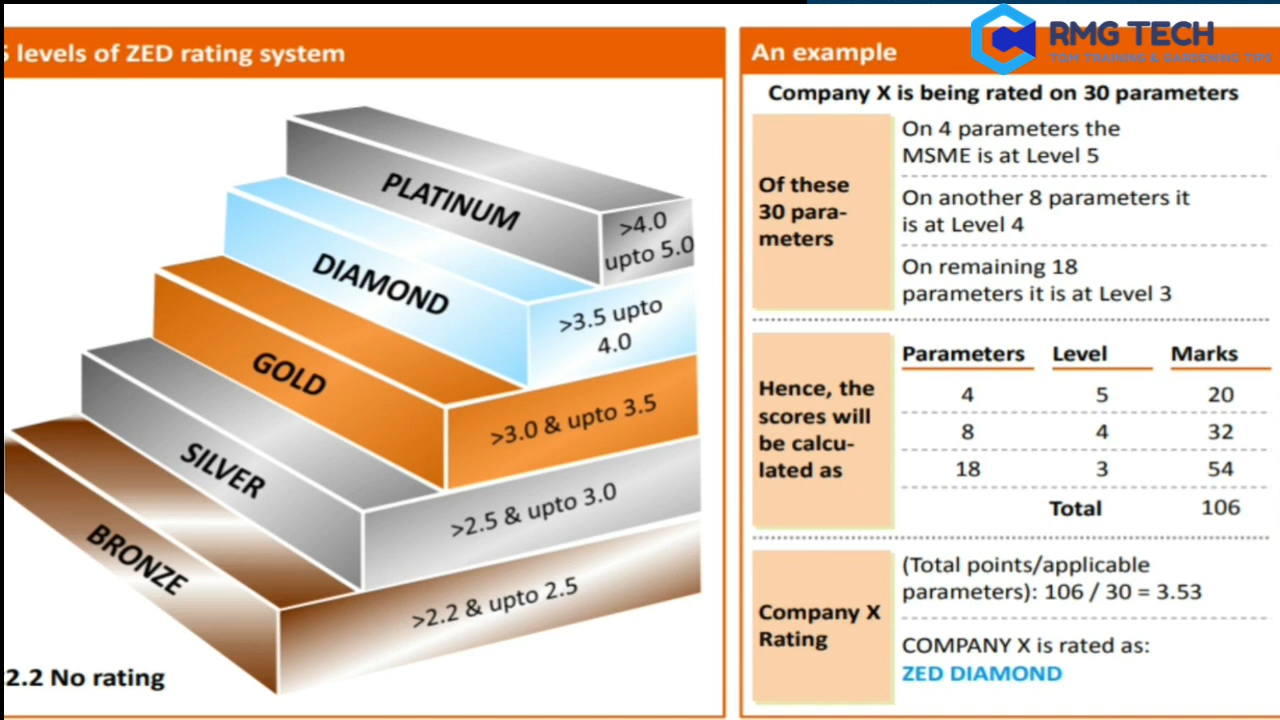 RMG TECH
TQM TRAINING & GARDENING TIPS
levels of ZED rating system
PLATINUM
>4.0
upto 5.0
DIAMOND
>3.5 upto
4.0
GOLD
>3.0 & upto 3.5
SILVER
>2.5 & upto 3.0
BRONZE
>2.2 & upto 2.5
2.2 No rating
An example
Company X is being rated on 30 parameters
Of these
30 para-
meters
On 4 parameters the
MSME is at Level 5
On another 8 parameters it
is at Level 4
On remaining 18
parameters it is at Level 3
Hence, the
scores will
be calcu-
lated as
Parameters Level Marks
4 5 20
8 4 32
18 3 54
Total 106
Company X
Rating
(Total points/applicable
parameters): 106 / 30 = 3.53
COMPANY X is rated as:
ZED DIAMOND